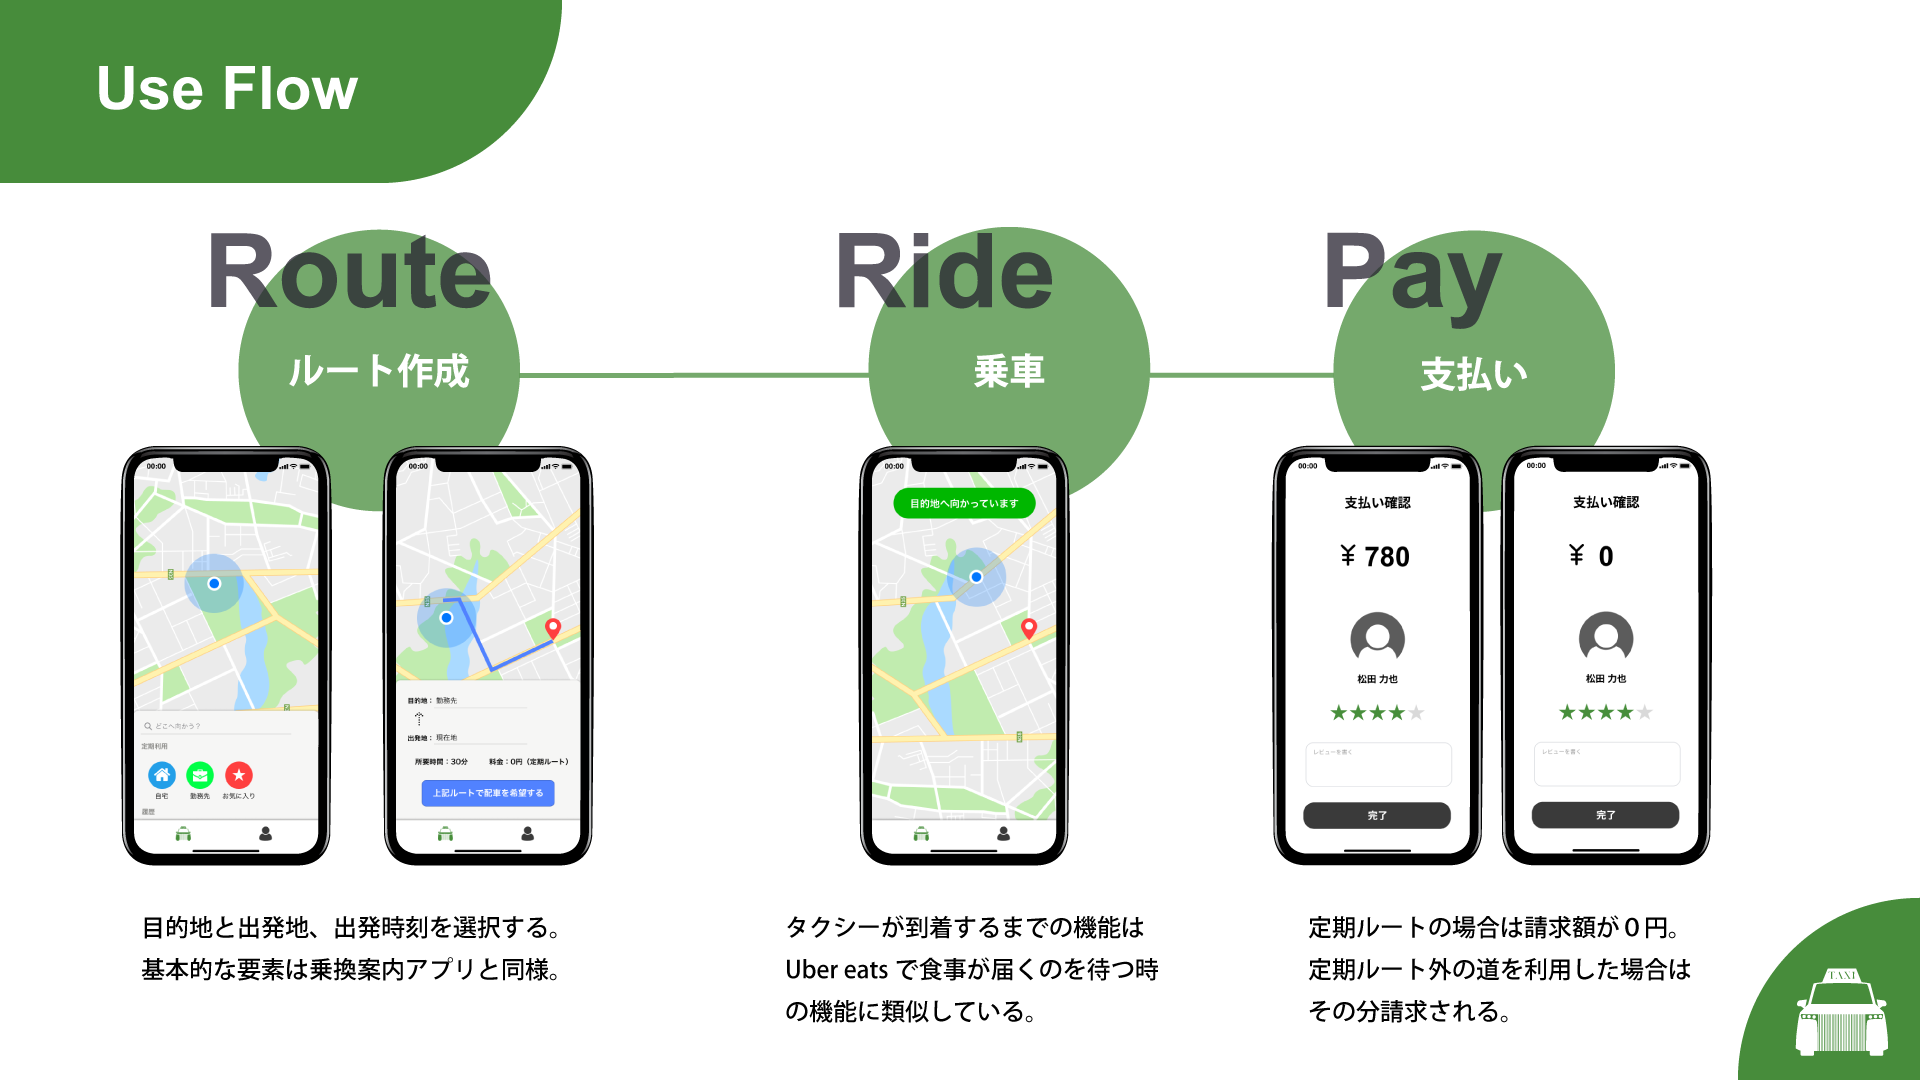 Use Flow
Route
ルート作成
Ride
乗車
Pay
支払い
00:00
どこへ向かう？
定期利用
自宅
勤務先
お気に入り
履歴
00:00
目的地： 勤務先
出発地： 現在地
所要時間：30分
料金：0円（定期ルート）
上記ルートで配車を希望する
00:00
目的地へ向かっています
00:00
支払い確認
¥ 780
松田 力也
★★★★★
レビューを書く
完了
00:00
支払い確認
¥ 0
松田 力也
★★★★★
レビューを書く
完了
目的地と出発地、出発時刻を選択する。
基本的な要素は乗換案内アプリと同様。
タクシーが到着するまでの機能は
Uber eats で食事が届くのを待つ時
の機能に類似している。
定期ルートの場合は請求額が０円。
定期ルート外の道を利用した場合は
その分請求される。
TAXI